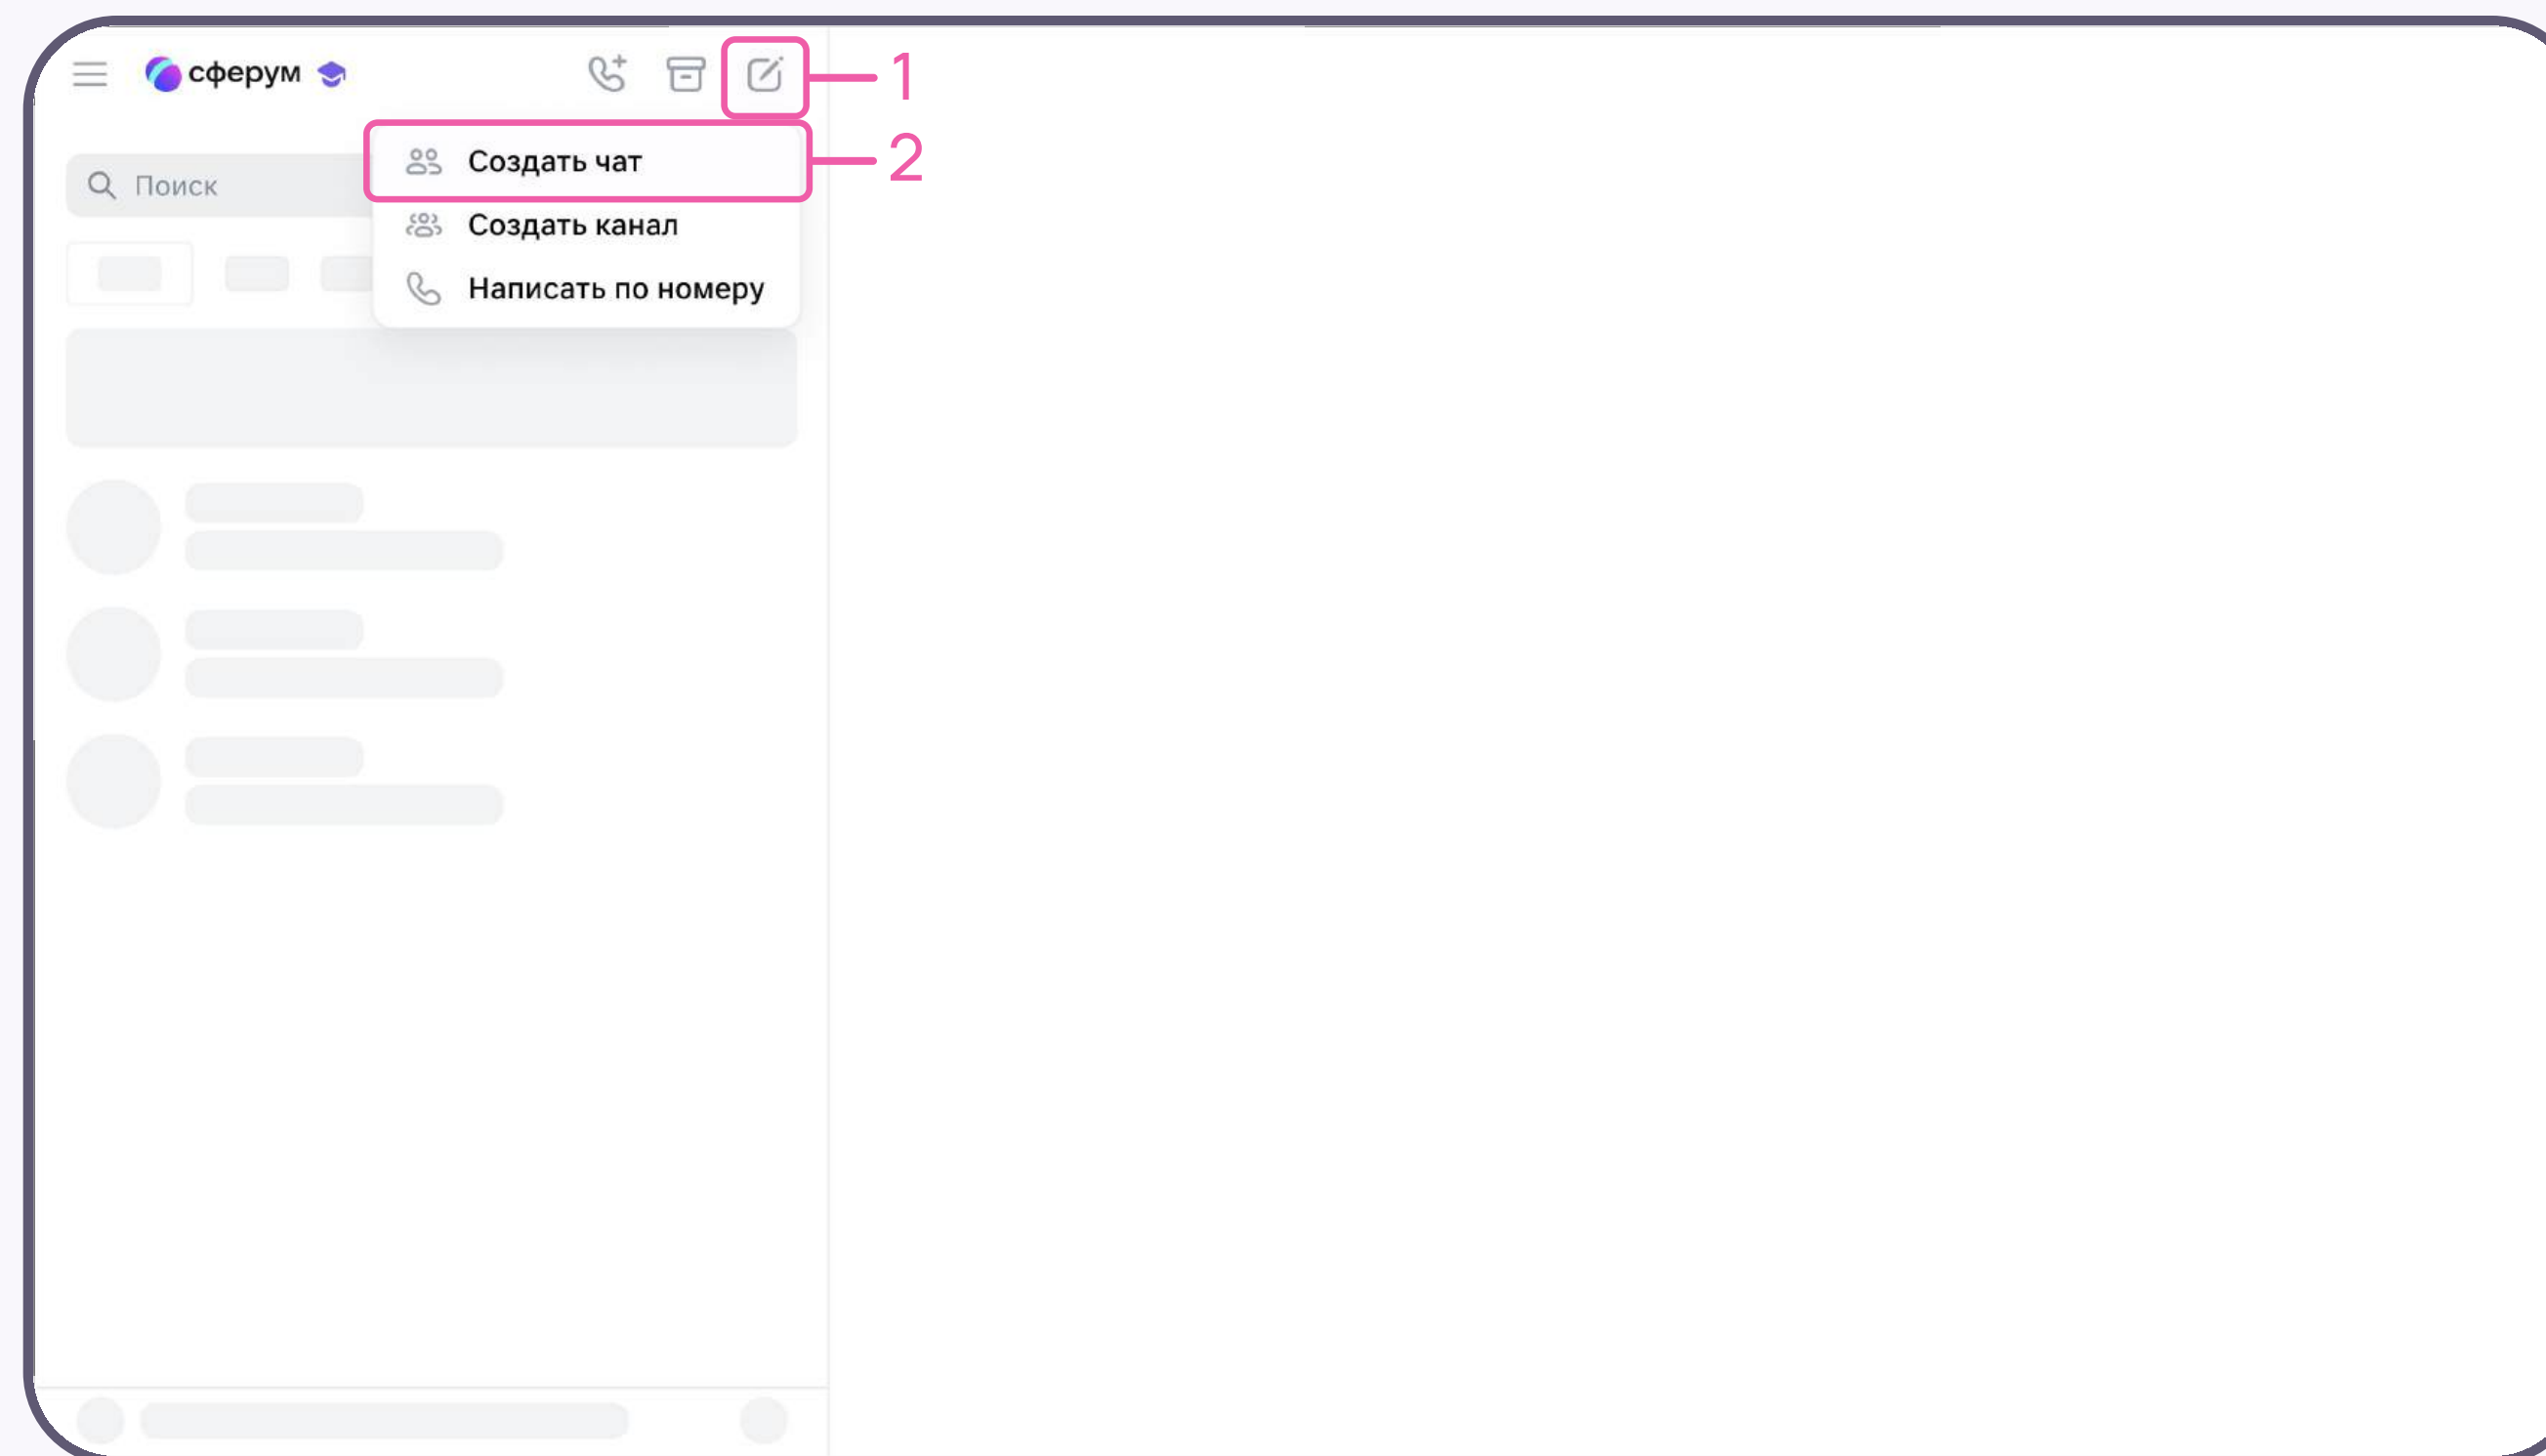 сферум
1
Создать чат
2
Поиск
Создать канал
Написать по номеру